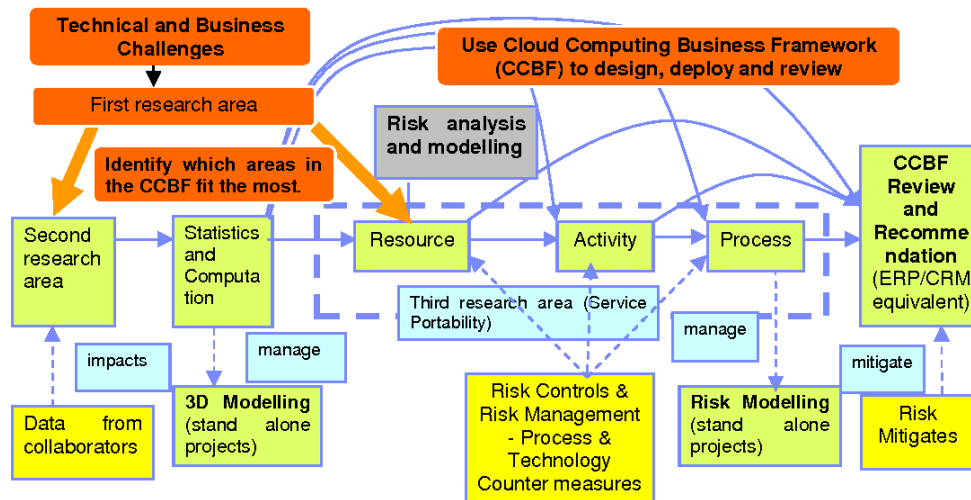 Technical and Business
Challenges
Use Cloud Computing Business Framework
(CCBF) to design, deploy and review
First research area
Risk analysis
and modelling
Identify which areas in
the CCBF fit the most.
CCBF
Review
and
Recomme
ndation
(ERP/CRM
equivalent)
Second
research
area
Statistics
and
Computa
tion
Resource
Activity
Process
Third research area (Service
Portability)
impacts
manage
manage
mitigate
Data from
collaborators
3D Modelling
(stand alone
projects)
Risk Controls &
Risk Management
- Process &
Technology
Counter measures
Risk Modelling
(stand alone
projects)
Risk
Mitigates